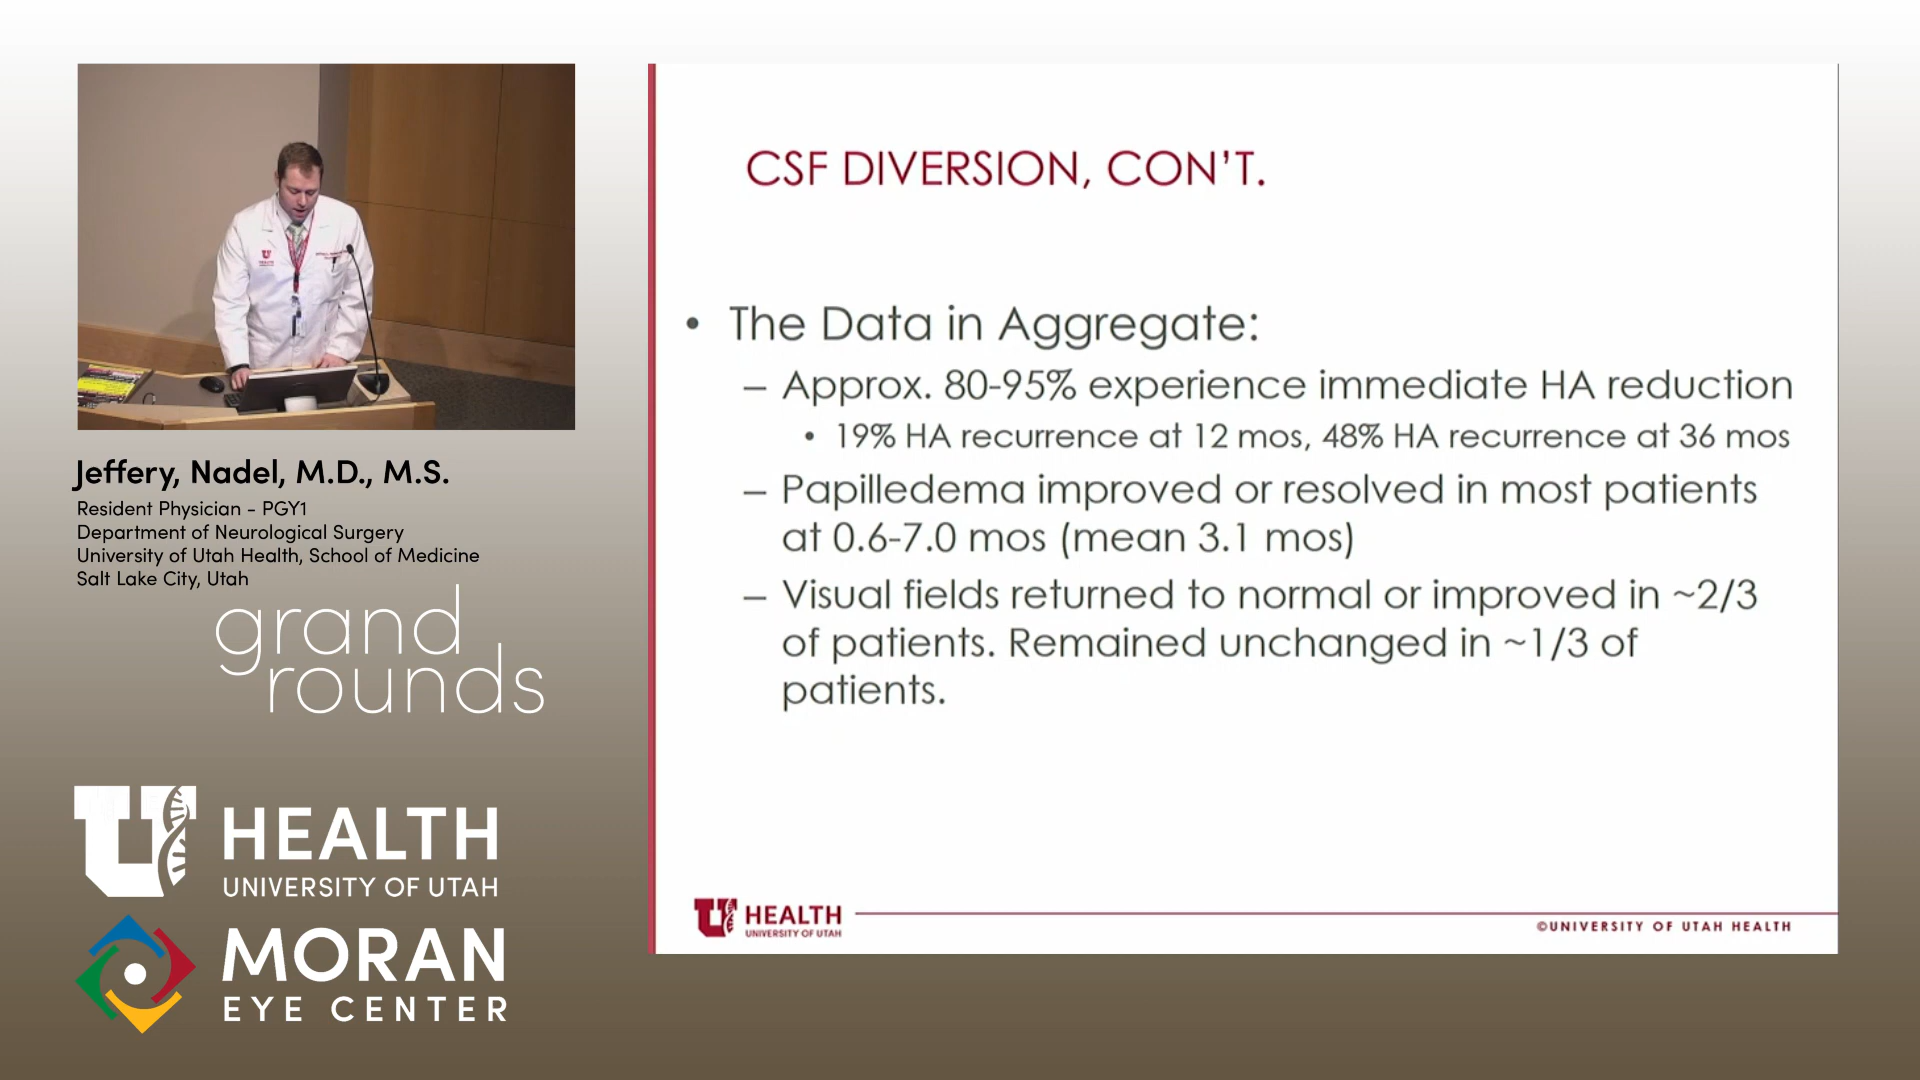 Jeffery, Nadel, M.D., M.S.
Resident Physician - PGY1
Department of Neurological Surgery
University of Utah Health, School of Medicine
Salt Lake City, Utah
grand
rounds
U HEALTH
UNIVERSITY OF UTAH
MORAN
EYE CENTER
CSF DIVERSION, CON’T.
• The Data in Aggregate:
– Approx. 80-95% experience immediate HA reduction
• 19% HA recurrence at 12 mos, 48% HA recurrence at 36 mos
– Papilledema improved or resolved in most patients
at 0.6-7.0 mos (mean 3.1 mos)
– Visual fields returned to normal or improved in ~2/3
of patients. Remained unchanged in ~1/3 of
patients.
U HEALTH
UNIVERSITY OF UTAH
©UNIVERSITY OF UTAH HEALTH